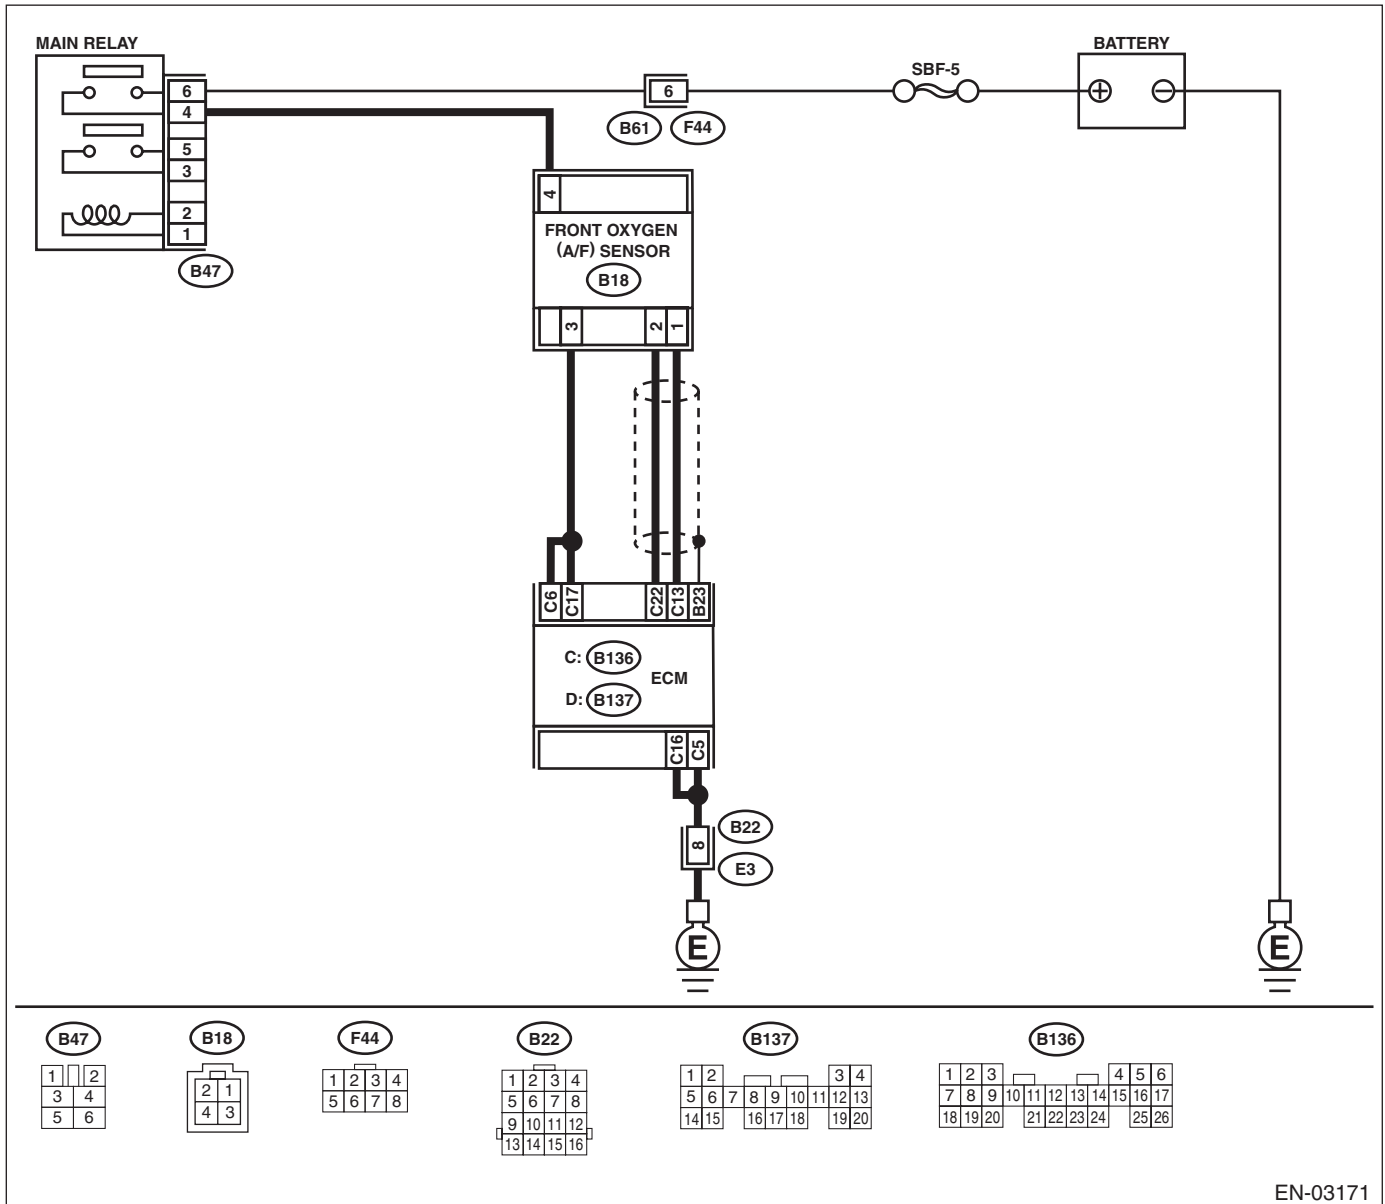 MAIN RELAY
BATTERY
SBF-5
6
4
5
3
2
1
B47
6
B61 F44
+ −
4
FRONT OXYGEN
(A/F) SENSOR
B18
3 2 1
C6 C17 C22 C13 B23
C: B136
ECM
D: B137
C16 C5
8
B22
E3
E E
B47 B18 F44 B22 B137 B136
1 2
3 4
5 6
2 1
4 3
1 2 3 4
5 6 7 8
1 2 3 4
5 6 7 8
9 10 11 12
13 14 15 16
1 2 3 4
5 6 7 8 9 10 11 12 13
14 15 16 17 18 19 20
1 2 3 4 5 6
7 8 9 10 11 12 13 14 15 16 17
18 19 20 21 22 23 24 25 26
EN-03171